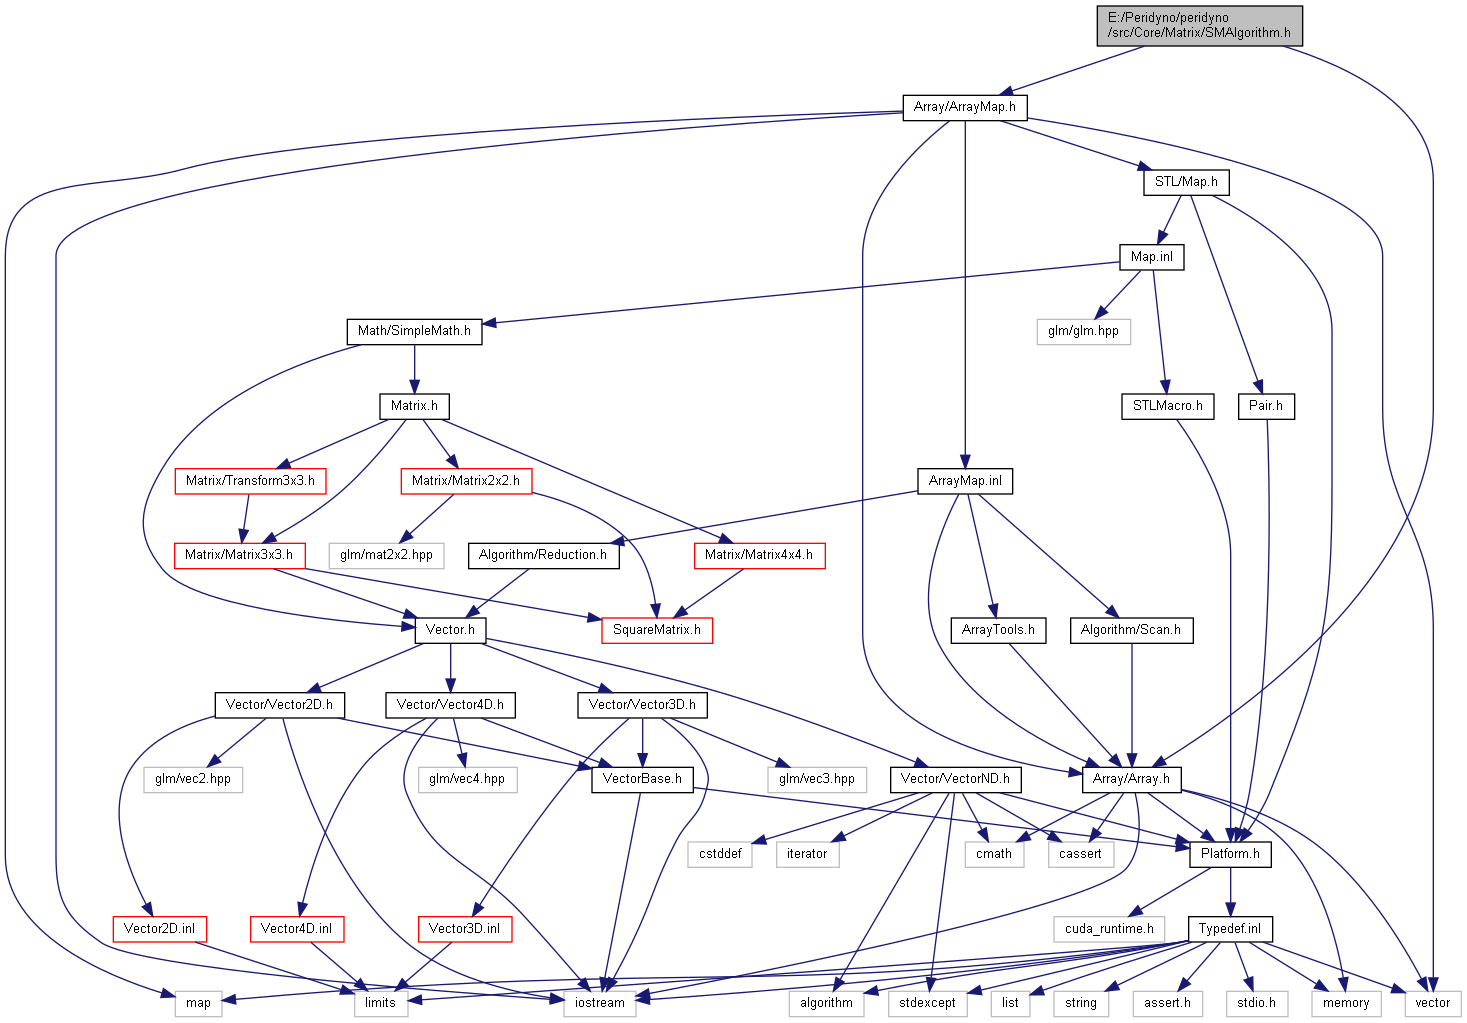 E:/Peridyno/peridyno
/src/Core/Matrix/SMAlgorithm.h
Array/ArrayMap.h
STL/Map.h
Map.inl
Math/SimpleMath.h
glm/glm.hpp
Matrix.h
STLMacro.h
Pair.h
Matrix/Transform3x3.h
Matrix/Matrix2x2.h
ArrayMap.inl
Matrix/Matrix3x3.h
glm/mat2x2.hpp
Algorithm/Reduction.h
Matrix/Matrix4x4.h
Vector.h
SquareMatrix.h
ArrayTools.h
Algorithm/Scan.h
Vector/Vector2D.h
Vector/Vector4D.h
Vector/Vector3D.h
glm/vec2.hpp
glm/vec4.hpp
VectorBase.h
glm/vec3.hpp
Vector/VectorND.h
Array/Array.h
cstddef
iterator
cmath
cassert
Platform.h
Vector2D.inl
Vector4D.inl
Vector3D.inl
cuda_runtime.h
Typedef.inl
map
limits
iostream
algorithm
stdexcept
list
string
assert.h
stdio.h
memory
vector